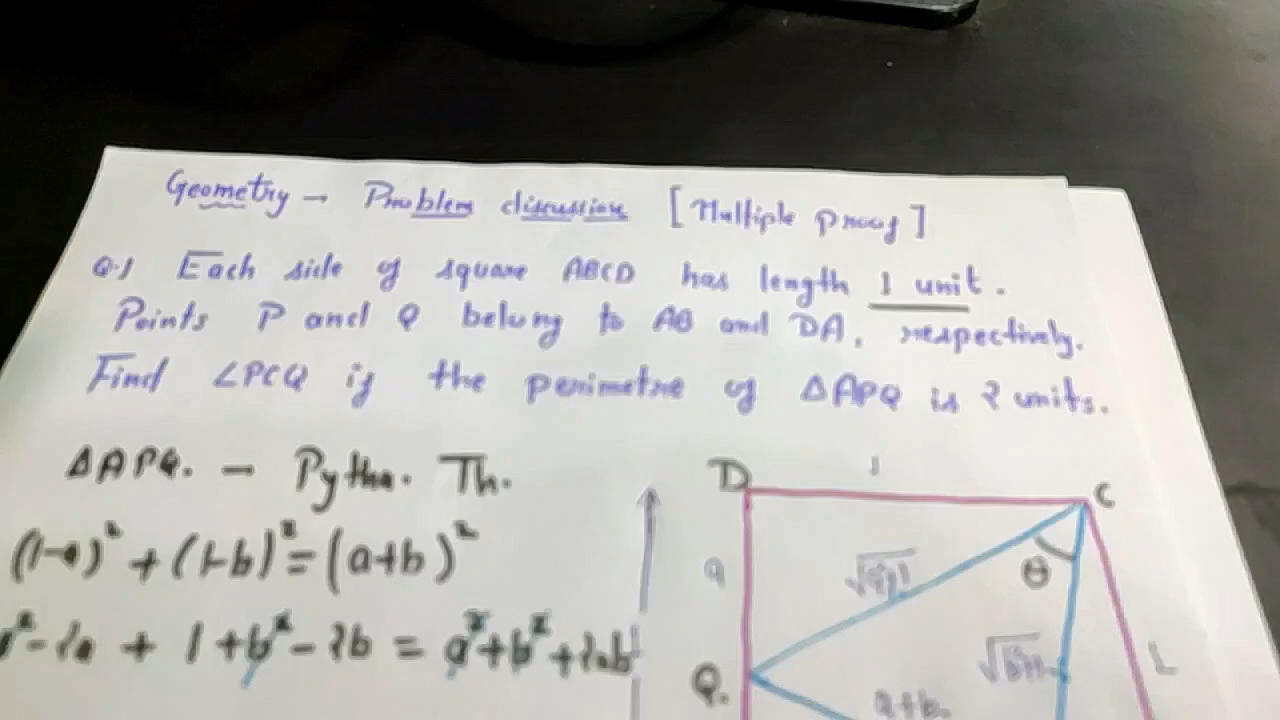 Geometry → Problem discussion [Multiple proof]
Q.1 Each side of square ABCD has length 1 unit.
Points P and Q belong to AB and DA, respectively.
Find ∠PCQ if the perimetre of ΔAPQ is 2 units.
ΔAPQ. – Pytha. Th.
(1-a)² + (1-b)² = (a+b)²
a² - 2a + 1 + b² - 2b = a² + b² + 2ab
D
1
C
a
θ
1
Q.
a+b.